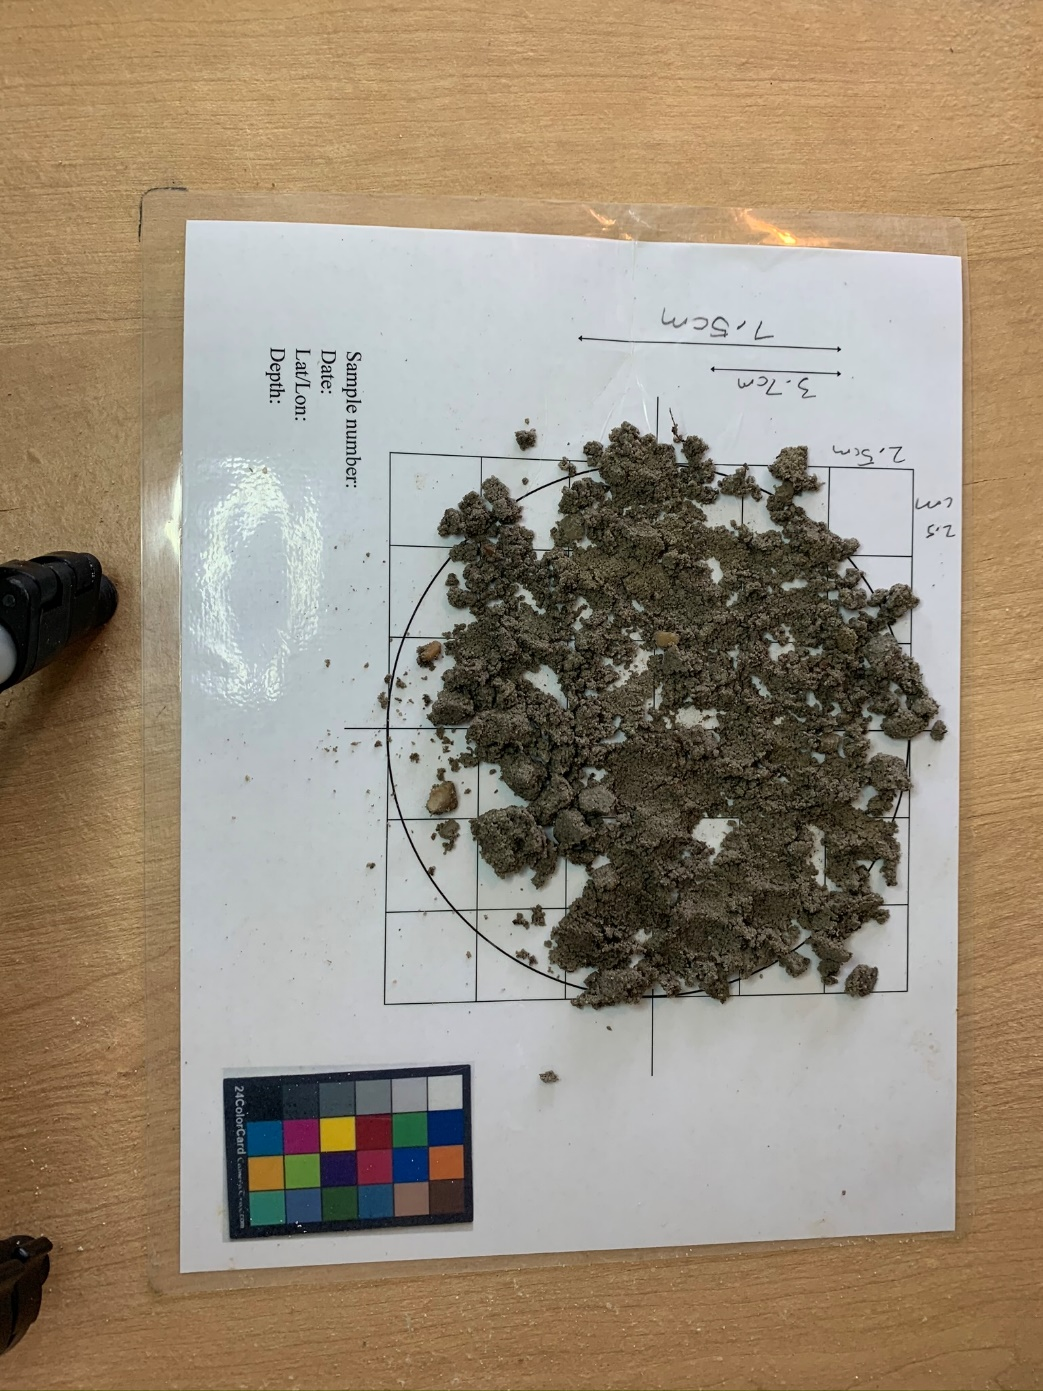 Sample number:
Date:
Lat/Lon:
Depth:
7.5cm
3.7cm
2.5cm
2.5
cm
24ColorCard